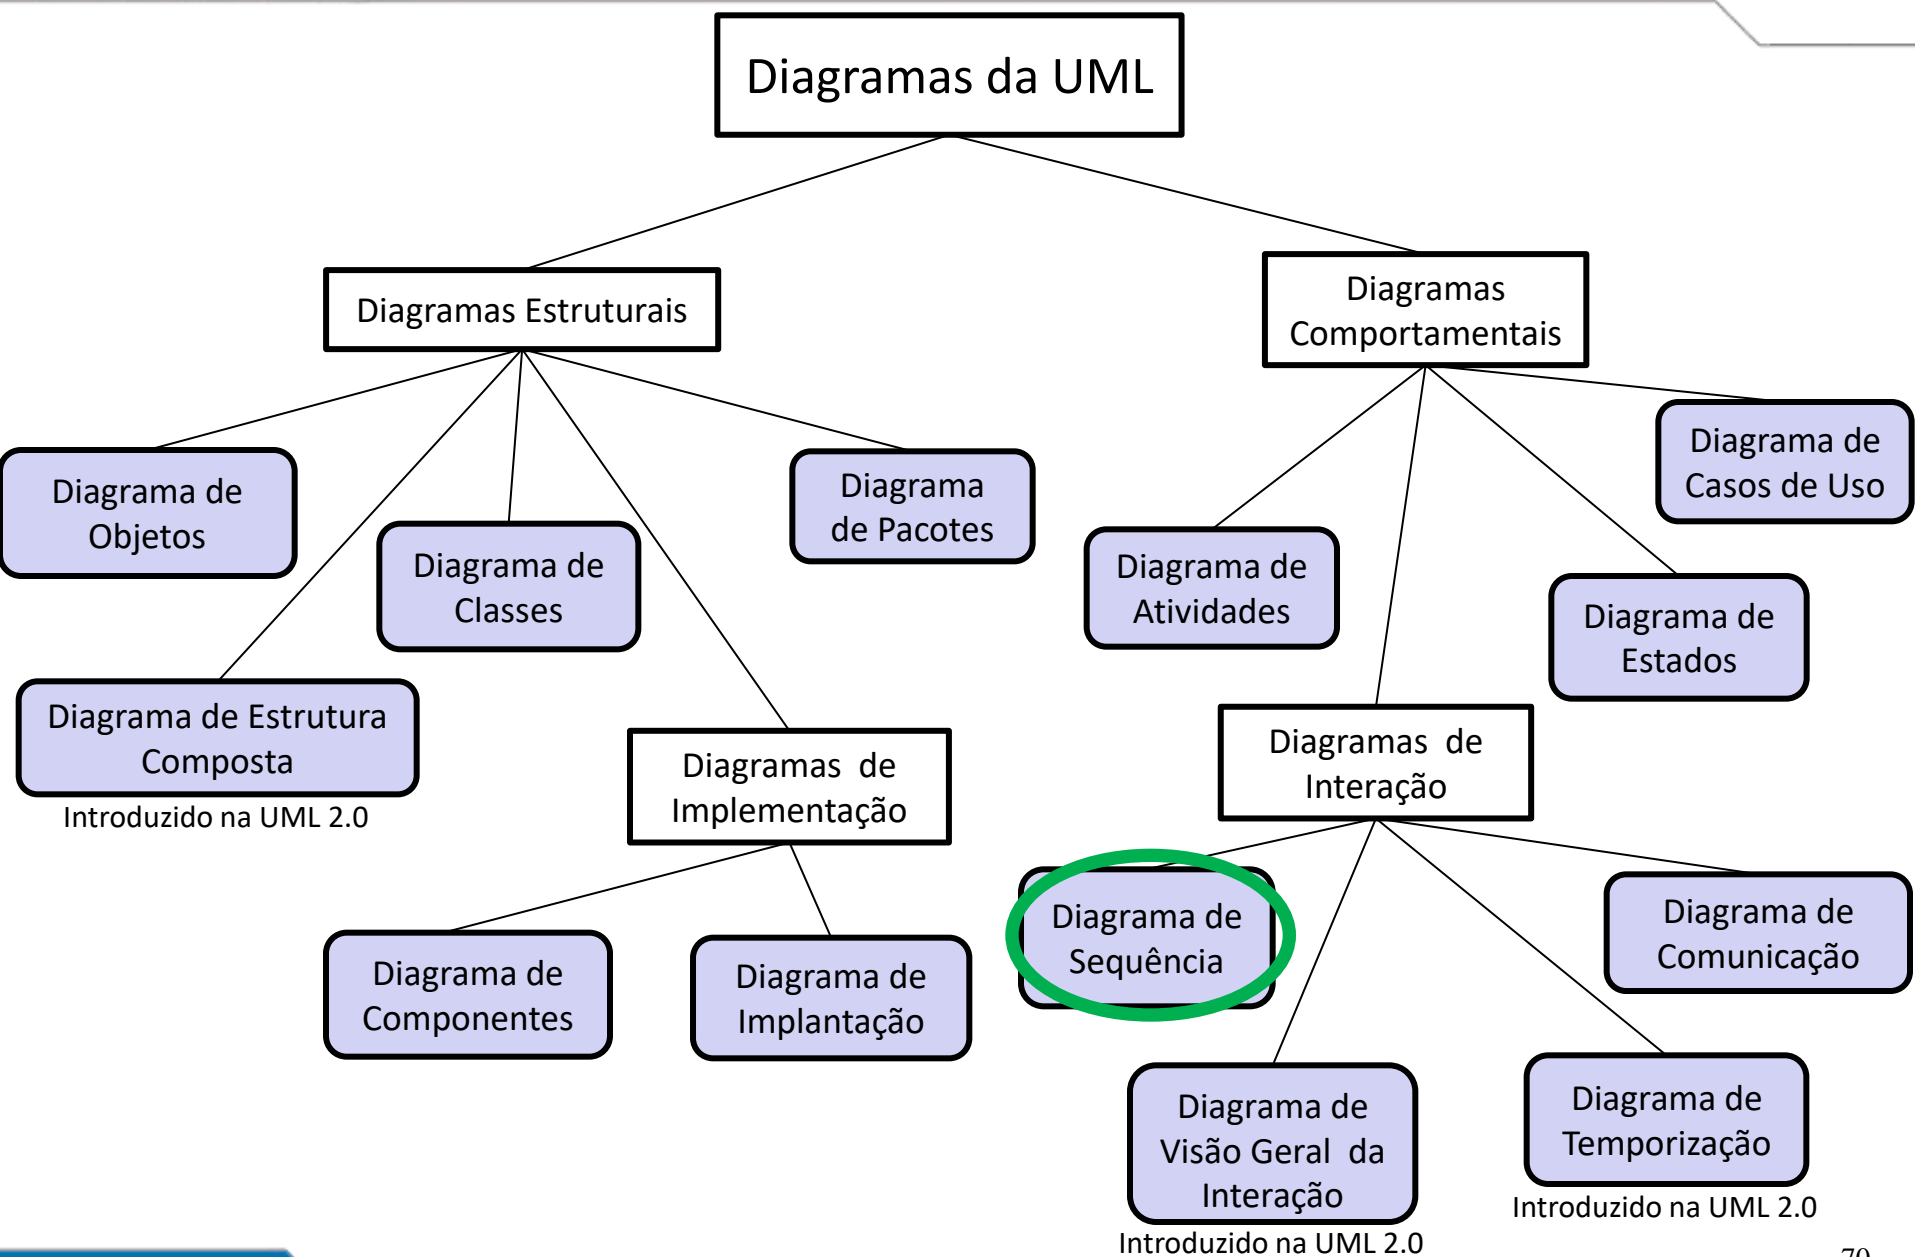 Diagramas da UML
Diagramas Estruturais
Diagramas
Comportamentais
Diagrama de
Objetos
Diagrama de
Classes
Diagrama
de Pacotes
Diagrama de
Estrutura
Composta
Introduzido na UML 2.0
Diagramas de
Implementação
Diagrama de
Componentes
Diagrama de
Implantação
Diagrama de
Casos de Uso
Diagrama de
Atividades
Diagrama de
Estados
Diagramas de
Interação
Diagrama de
Sequência
Diagrama de
Comunicação
Diagrama de
Visão Geral da
Interação
Introduzido na UML 2.0
Diagrama de
Temporização
Introduzido na UML 2.0
70